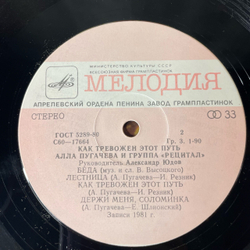 МИНИСТЕРСТВО КУЛЬТУРЫ СССР
ВСЕСОЮЗНАЯ ФИРМА ГРАМПЛАСТИНОК
МЕЛОДИЯ
АПРЕЛЕВСКИЙ ОРДЕНА ЛЕНИНА ЗАВОД ГРАМПЛАСТИНОК
СТЕРЕО
33
ГОСТ 5289-80
2
С60—17664
Гр. 3. 1-90
КАК ТРЕВОЖЕН ЭТОТ ПУТЬ
АЛЛА ПУГАЧЕВА И ГРУППА «РЕЦИТАЛ»
Руководитель Александр Юдов
БЕДА (муз. и сл. В. Высоцкого)
ЛЕСТНИЦА (А. Пугачева—И. Резник)
КАК ТРЕВОЖЕН ЭТОТ ПУТЬ
(А. Пугачева—И. Резник)
ДЕРЖИ МЕНЯ, СОЛОМИНКА
(А. Пугачева—Л.
Запись 1981 г.